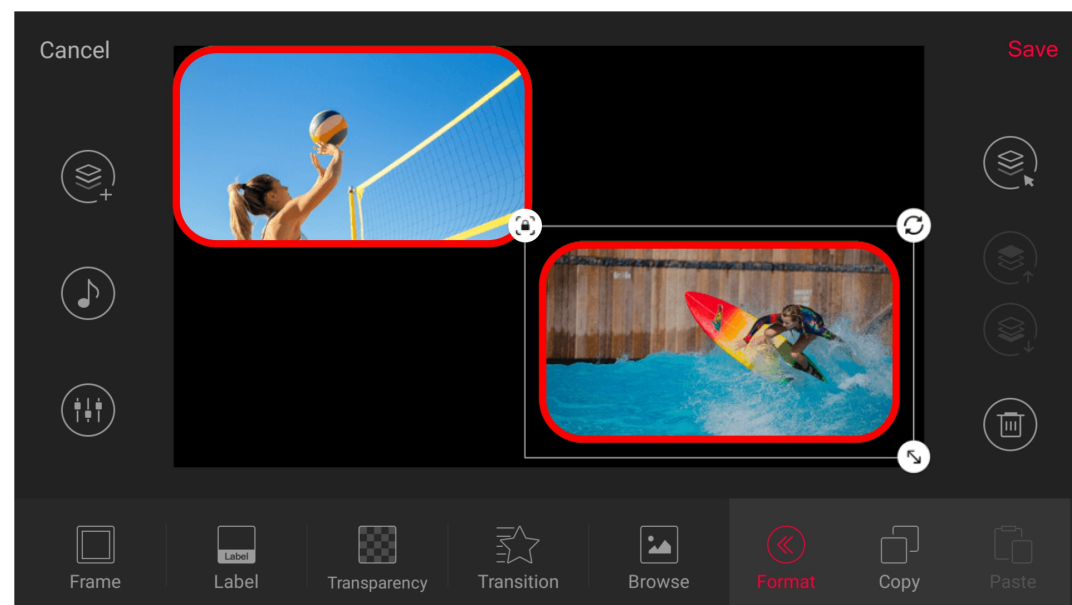 Cancel
Save
Label
Frame
Label
Transparency
Transition
Browse
Format
Copy
Paste